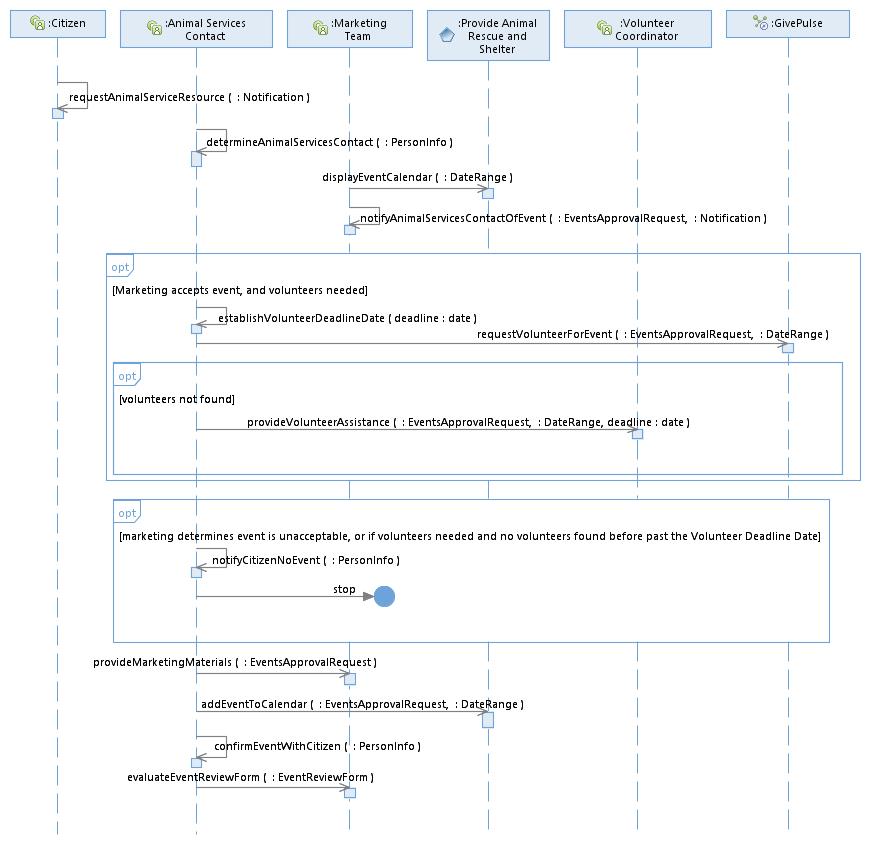 :Citizen
:Animal Services
Contact
:Marketing
Team
:Provide Animal
Rescue and
Shelter
:Volunteer
Coordinator
:GivePulse
requestAnimalServiceResource ( : Notification )
determineAnimalServicesContact ( : PersonInfo )
displayEventCalendar ( : DateRange )
notifyAnimalServicesContactOfEvent ( : EventsApprovalRequest, : Notification )
opt
[Marketing accepts event, and volunteers needed]
establishVolunteerDeadlineDate ( deadline : date )
requestVolunteerForEvent ( : EventsApprovalRequest, : DateRange )
opt
[volunteers not found]
provideVolunteerAssistance ( : EventsApprovalRequest, : DateRange, deadline : date )
opt
[marketing determines event is unacceptable, or if volunteers needed and no volunteers found before past the Volunteer Deadline Date]
notifyCitizenNoEvent ( : PersonInfo )
stop
provideMarketingMaterials ( : EventsApprovalRequest )
addEventToCalendar ( : EventsApprovalRequest, : DateRange )
confirmEventWithCitizen ( : PersonInfo )
evaluateEventReviewForm ( : EventReviewForm )